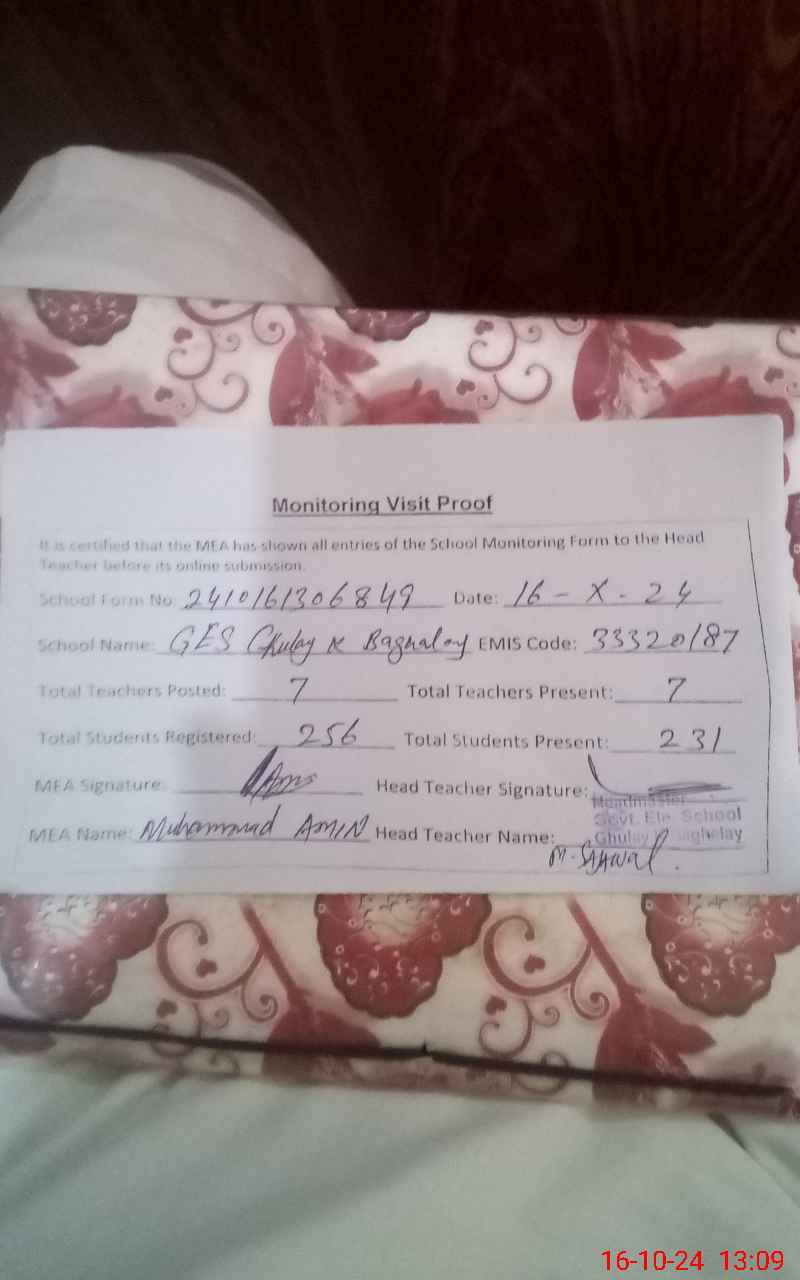 Monitoring Visit Proof
It is certified that the MEA has shown all entries of the School Monitoring Form to the Head
Teacher before its online submission.
School Form No 2410161306849 Date: 16 - X - 24
School Name: GES Ghulay K Baghalay EMIS Code: 33320187
Total Teachers Posted: 7 Total Teachers Present: 7
Total Students Registered: 256 Total Students Present: 231
MEA Signature: Head Teacher Signature:
Headmaster
Govt. Ele. School
MEA Name: Muhammad AMIN Head Teacher Name: Ghulay
M. SAJJWAL.
16-10-24 13:09